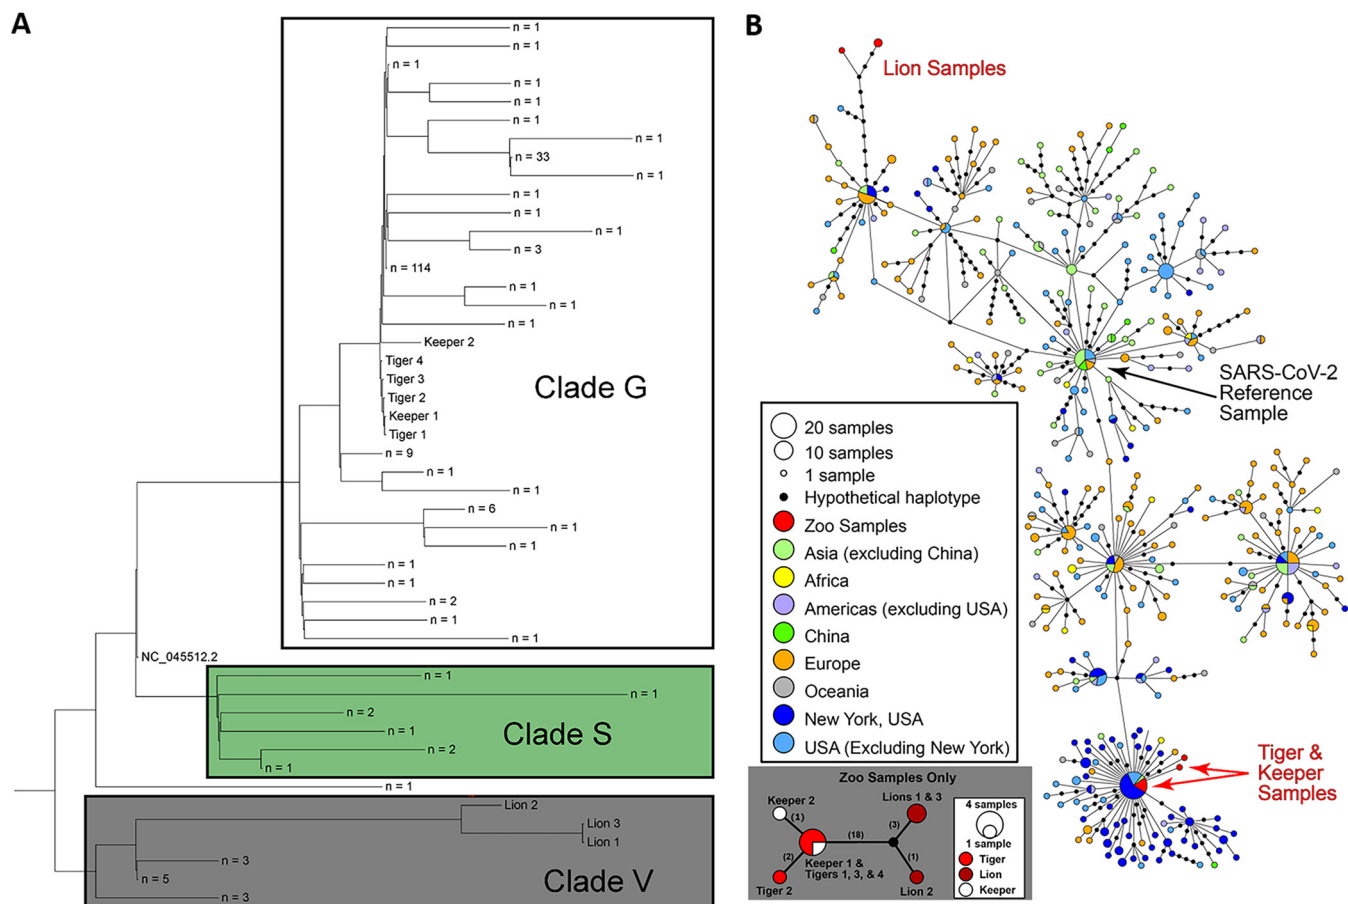 A
n = 1
n = 1
n = 1
n = 1
n = 1
n = 1
n = 1
n = 33
n = 1
n = 1
n = 1
n = 1
n = 3
n = 114
n = 1
n = 1
n = 1
Keeper 2
Tiger 4
Tiger 3
Tiger 2
Keeper 1
Tiger 1
Clade G
n = 9
n = 1
n = 1
n = 6
n = 1
n = 1
n = 1
n = 1
n = 2
n = 1
n = 1
NC_045512.2
n = 1
n = 1
n = 2
n = 1
n = 2
n = 1
Clade S
n = 1
Lion 2
Lion 3
Lion 1
n = 3
n = 5
n = 3
Clade V
B
Lion Samples
SARS-CoV-2
Reference
Sample
20 samples
10 samples
1 sample
Hypothetical haplotype
Zoo Samples
Asia (excluding China)
Africa
Americas (excluding USA)
China
Europe
Oceania
New York, USA
USA (Excluding New York)
Tiger &
Keeper
Samples
Zoo Samples Only
Keeper 2
(1)
(2)
(18)
Keeper 1 &
Tigers 1, 3, & 4
Tiger 2
Lions 1 & 3
(3)
(1)
Lion 2
4 samples
1 sample
Tiger
Lion
Keeper